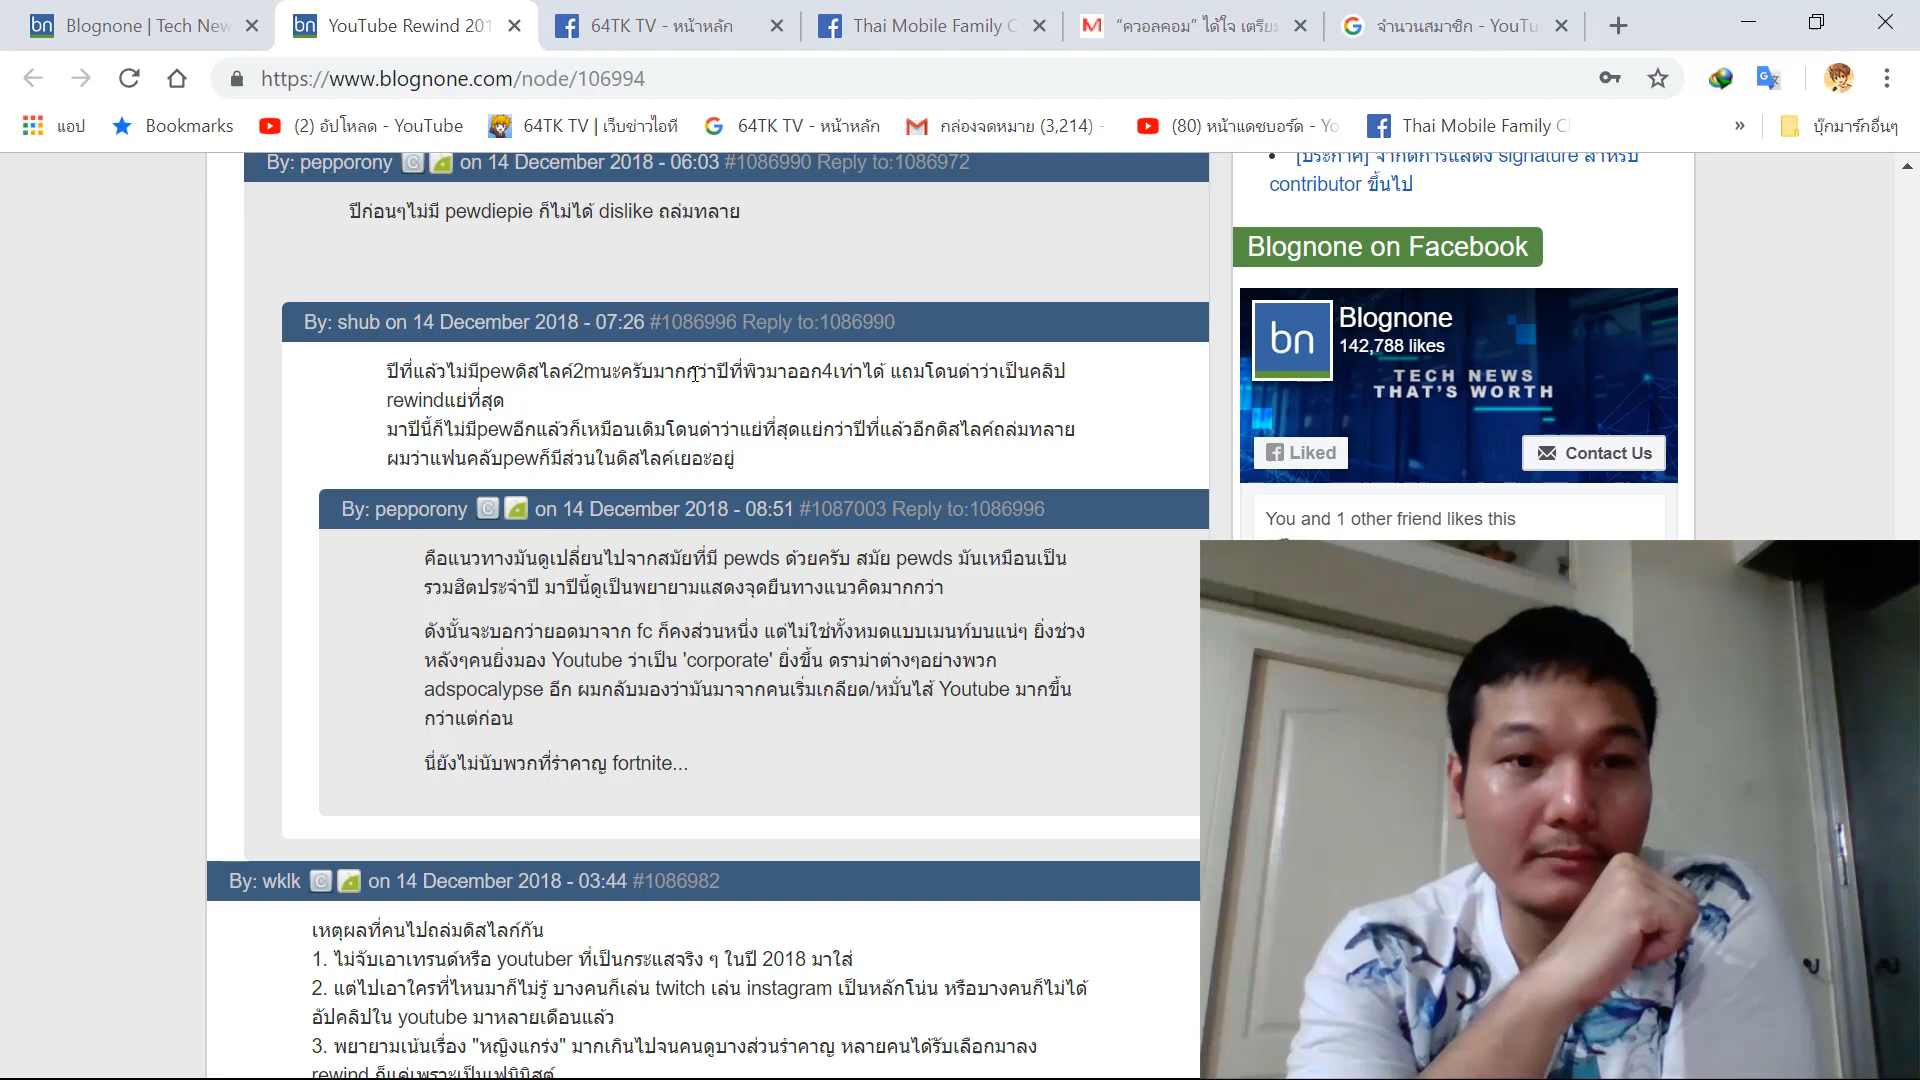 Blognone | Tech New
YouTube Rewind 201
64TK TV - หน้าหลัก
Thai Mobile Family C
“ควอลคอม” ได้ใจ เตรีย
จำนวนสมาชิก - YouTu
https://www.blognone.com/node/106994
แอป
Bookmarks
(2) อัปโหลด - YouTube
64TK TV | เว็บข่าวไอที
64TK TV - หน้าหลัก
กล่องจดหมาย (3,214) -
(80) หน้าแดชบอร์ด - Yo
Thai Mobile Family Cl
»
บุ๊กมาร์กอื่นๆ
By: pepporony on 14 December 2018 - 06:03 #1086990 Reply to:1086972
ปีก่อนๆไม่มี pewdiepie ก็ไม่ได้ dislike ถล่มทลาย
By: shub on 14 December 2018 - 07:26 #1086996 Reply to:1086990
ปีที่แล้วไม่มีpewดิสไลค์2mนะครับมากกว่าปีที่พิวมาออก4เท่าได้ แถมโดนด่าว่าเป็นคลิป
rewindแย่ที่สุด
มาปีนี้ก็ไม่มีpewอีกแล้วก็เหมือนเดิมโดนด่าว่าแย่ที่สุดแย่กว่าปีที่แล้วอีกดิสไลค์ถล่มทลาย
ผมว่าแฟนคลับpewก็มีส่วนในดิสไลค์เยอะอยู่
By: pepporony on 14 December 2018 - 08:51 #1087003 Reply to:1086996
คือแนวทางมันดูเปลี่ยนไปจากสมัยที่มี pewds ด้วยครับ สมัย pewds มันเหมือนเป็น
รวมฮิตประจำปี มาปีนี้ดูเป็นพยายามแสดงจุดยืนทางแนวคิดมากกว่า
ดังนั้นจะบอกว่ายอดมาจาก fc ก็คงส่วนหนึ่ง แต่ไม่ใช่ทั้งหมดแบบเมนท์บนแน่ๆ ยิ่งช่วง
หลังๆคนยิ่งมอง Youtube ว่าเป็น 'corporate' ยิ่งขึ้น ดราม่าต่างๆอย่างพวก
adspocalypse อีก ผมกลับมองว่ามันมาจากคนเริ่มเกลียด/หมั่นไส้ Youtube มากขึ้น
กว่าแต่ก่อน
นี่ยังไม่นับพวกที่รำคาญ fortnite...
By: wklk on 14 December 2018 - 03:44 #1086982
เหตุผลที่คนไปถล่มดิสไลก์กัน
1. ไม่จับเอาเทรนด์หรือ youtuber ที่เป็นกระแสจริง ๆ ในปี 2018 มาใส่
2. แต่ไปเอาใครที่ไหนมาก็ไม่รู้ บางคนก็เล่น twitch เล่น instagram เป็นหลักโน่น หรือบางคนก็ไม่ได้
อัปคลิปใน youtube มาหลายเดือนแล้ว
3. พยายามเน้นเรื่อง "หญิงแกร่ง" มากเกินไปจนคนดูบางส่วนรำคาญ หลายคนได้รับเลือกมาลง
rewind ก็แค่เพราะเป็นเฟมินิสต์
[ประกาศ] จำกัดการแสดง signature สำหรับ
contributor ขึ้นไป
Blognone on Facebook
bn
Blognone
142,788 likes
TECH NEWS
THAT'S WORTH
Liked
Contact Us
You and 1 other friend likes this